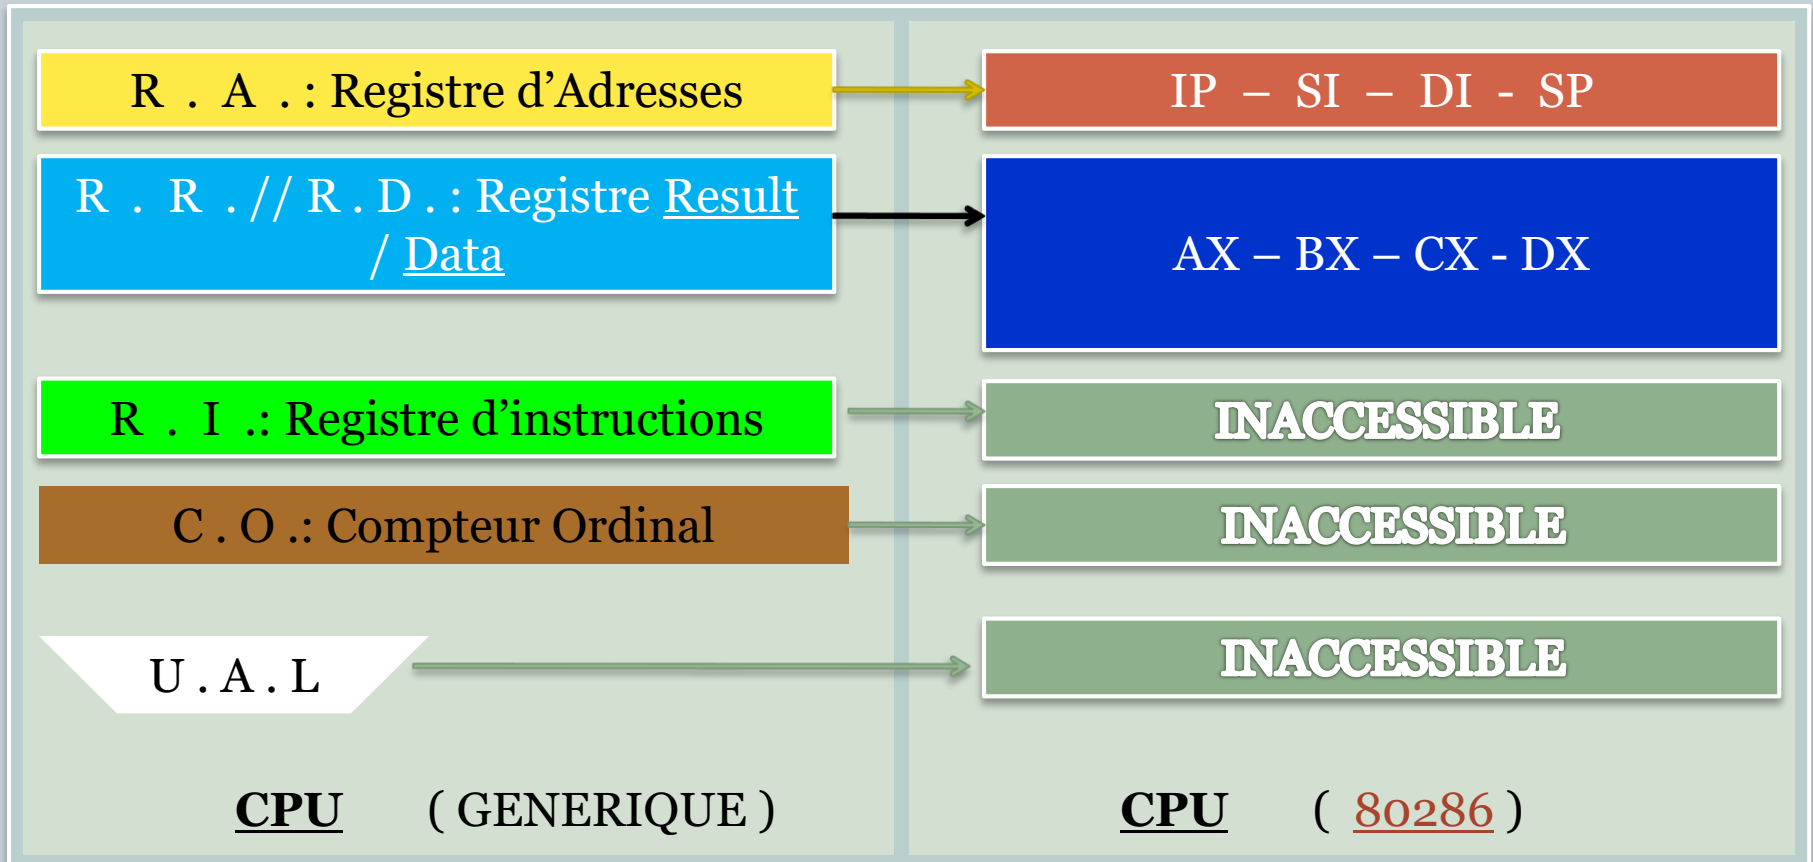 R . A . : Registre d’Adresses
IP – SI – DI - SP
R . R . // R . D . : Registre Result
/ Data
AX – BX – CX - DX
R . I .: Registre d’instructions
INACCESSIBLE
C . O .: Compteur Ordinal
INACCESSIBLE
U . A . L
INACCESSIBLE
CPU ( GENERIQUE )
CPU ( 80286 )